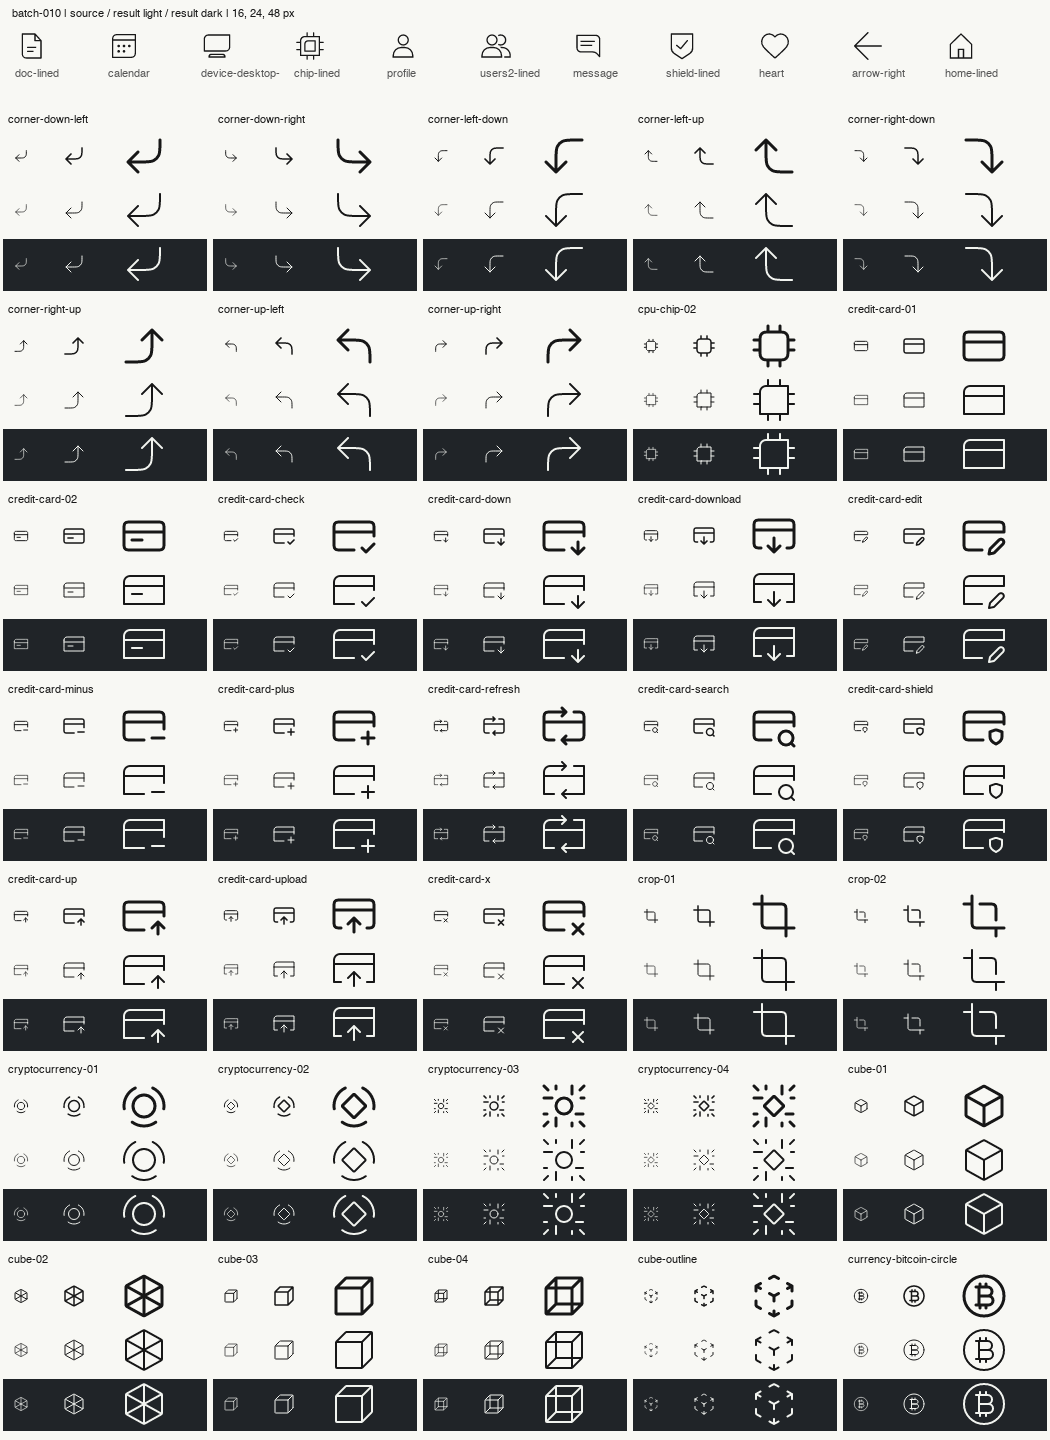 batch-010 | source / result light / result dark | 16, 24, 48 px
doc-lined calendar device-desktop- chip-lined profile users2-lined message shield-lined heart arrow-right home-lined
corner-down-left corner-down-right corner-left-down corner-left-up corner-right-down
corner-right-up corner-up-left corner-up-right cpu-chip-02 credit-card-01
credit-card-02 credit-card-check credit-card-down credit-card-download credit-card-edit
credit-card-minus credit-card-plus credit-card-refresh credit-card-search credit-card-shield
credit-card-up credit-card-upload credit-card-x crop-01 crop-02
cryptocurrency-01 cryptocurrency-02 cryptocurrency-03 cryptocurrency-04 cube-01
cube-02 cube-03 cube-04 cube-outline currency-bitcoin-circle